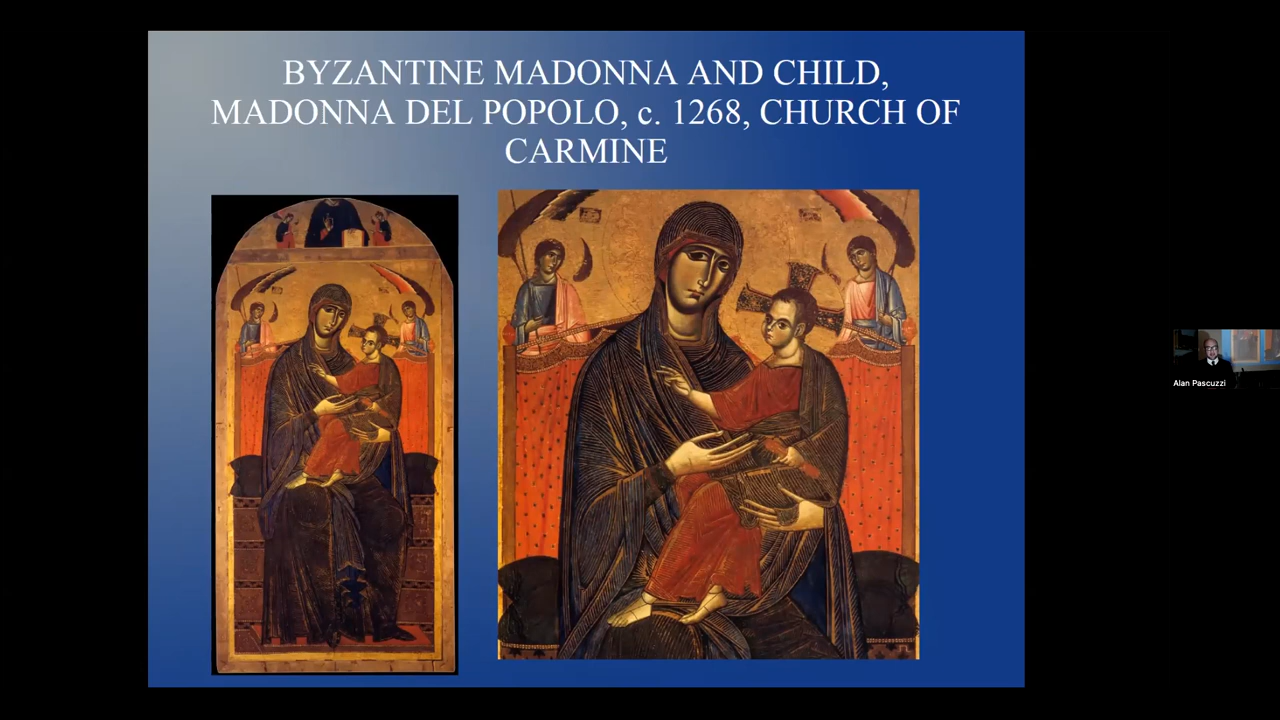 BYZANTINE MADONNA AND CHILD,
MADONNA DEL POPOLO, c. 1268, CHURCH OF
CARMINE
Alan Pascuzzi